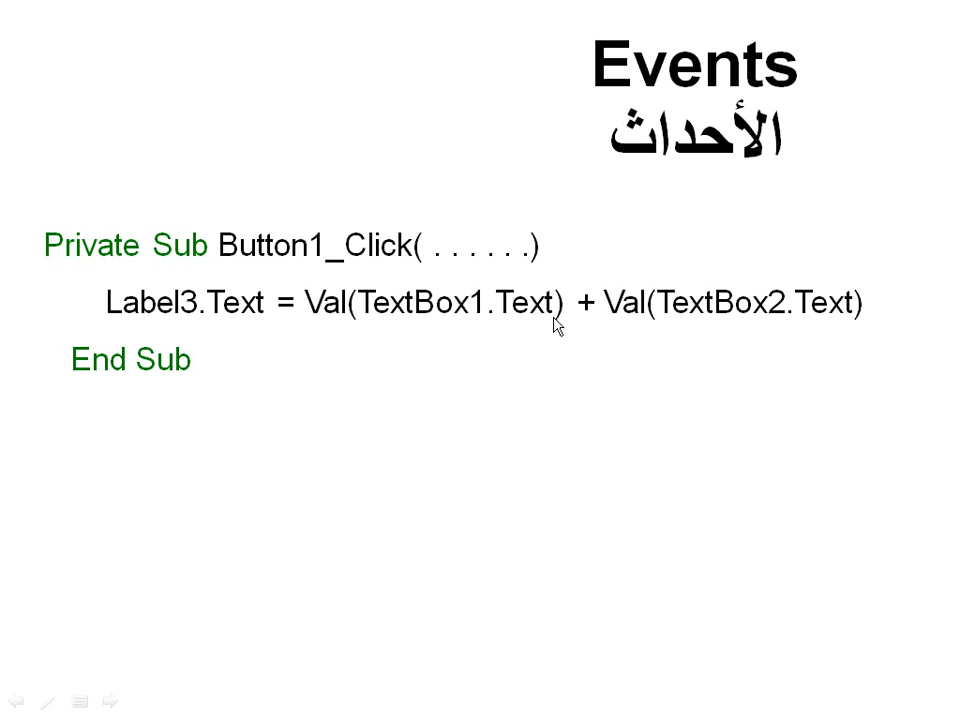 Events
الأحداث
Private Sub Button1_Click( . . . . . .)
Label3.Text = Val(TextBox1.Text) + Val(TextBox2.Text)
End Sub